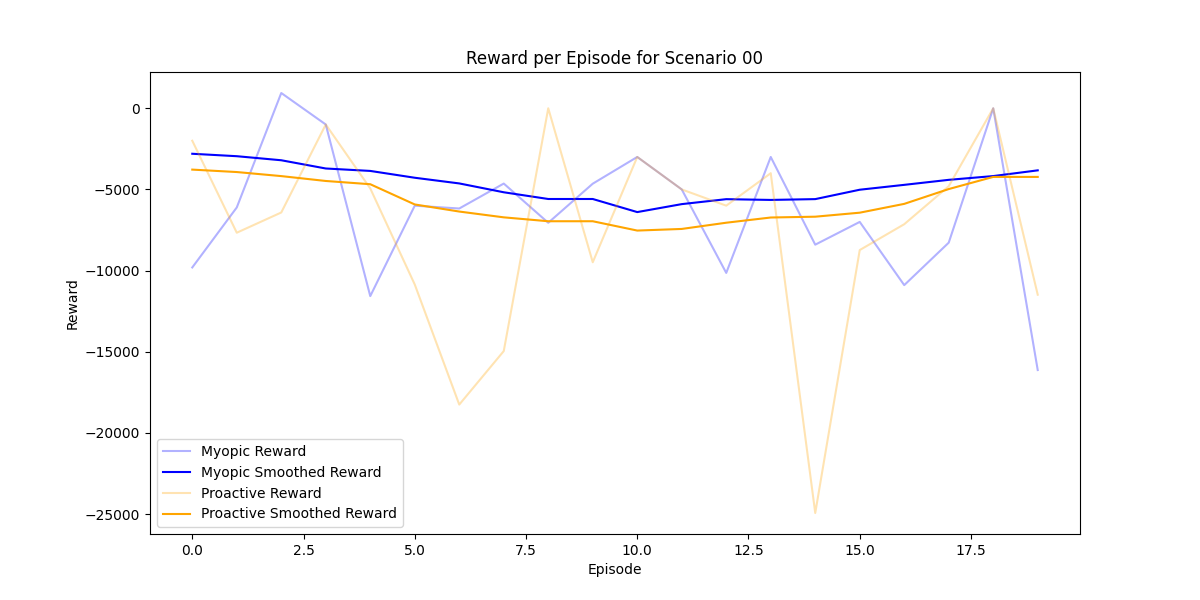 Reward per Episode for Scenario 00
Reward
0
−5000
−10000
−15000
−20000
−25000
Myopic Reward
Myopic Smoothed Reward
Proactive Reward
Proactive Smoothed Reward
0.0 2.5 5.0 7.5 10.0 12.5 15.0 17.5
Episode